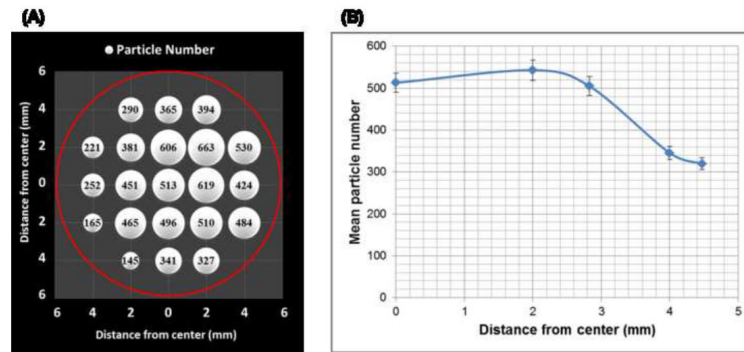 (A)
Particle Number
6
4
2
0
2
4
6
Distance from center (mm)
290 365 394
221 381 606 663 530
252 451 513 619 424
165 465 496 510 484
145 341 327
6 4 2 0 2 4 6
Distance from center (mm)
(B)
600
500
400
300
200
100
0
Mean particle number
0 1 2 3 4 5
Distance from center (mm)